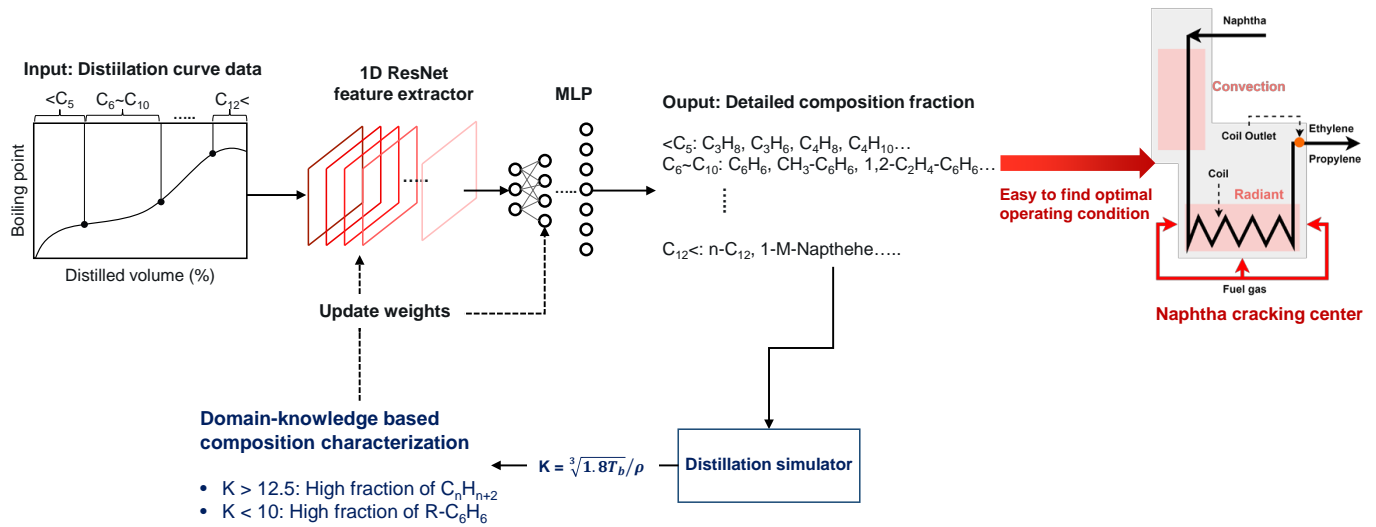 Input: Distiilation curve data
<C₅
C₆~C₁₀
.....
C₁₂<
Boiling point
Distilled volume (%)
1D ResNet
feature extractor
.....
MLP
.....
Ouput: Detailed composition fraction
<C₅: C₃H₈, C₃H₆, C₄H₈, C₄H₁₀…
C₆~C₁₀: C₆H₆, CH₃-C₆H₆, 1,2-C₂H₄-C₆H₆…
C₁₂<: n-C₁₂, 1-M-Napthehe…..
Easy to find optimal
operating condition
Naphtha
Convection
Coil Outlet
Ethylene
Propylene
Coil
Radiant
Fuel gas
Naphtha cracking center
Update weights
Domain-knowledge based
composition characterization
• K > 12.5: High fraction of CₙHₙ₊₂
• K < 10: High fraction of R-C₆H₆
K = ∛1.8T_b/ρ
Distillation simulator